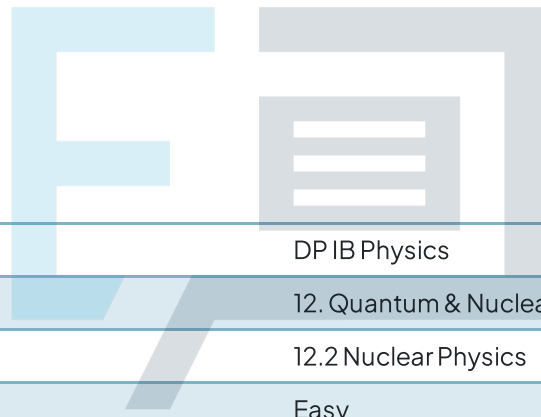 DP IB Physics
12. Quantum & Nuclea
12.2 Nuclear Physics
Easy